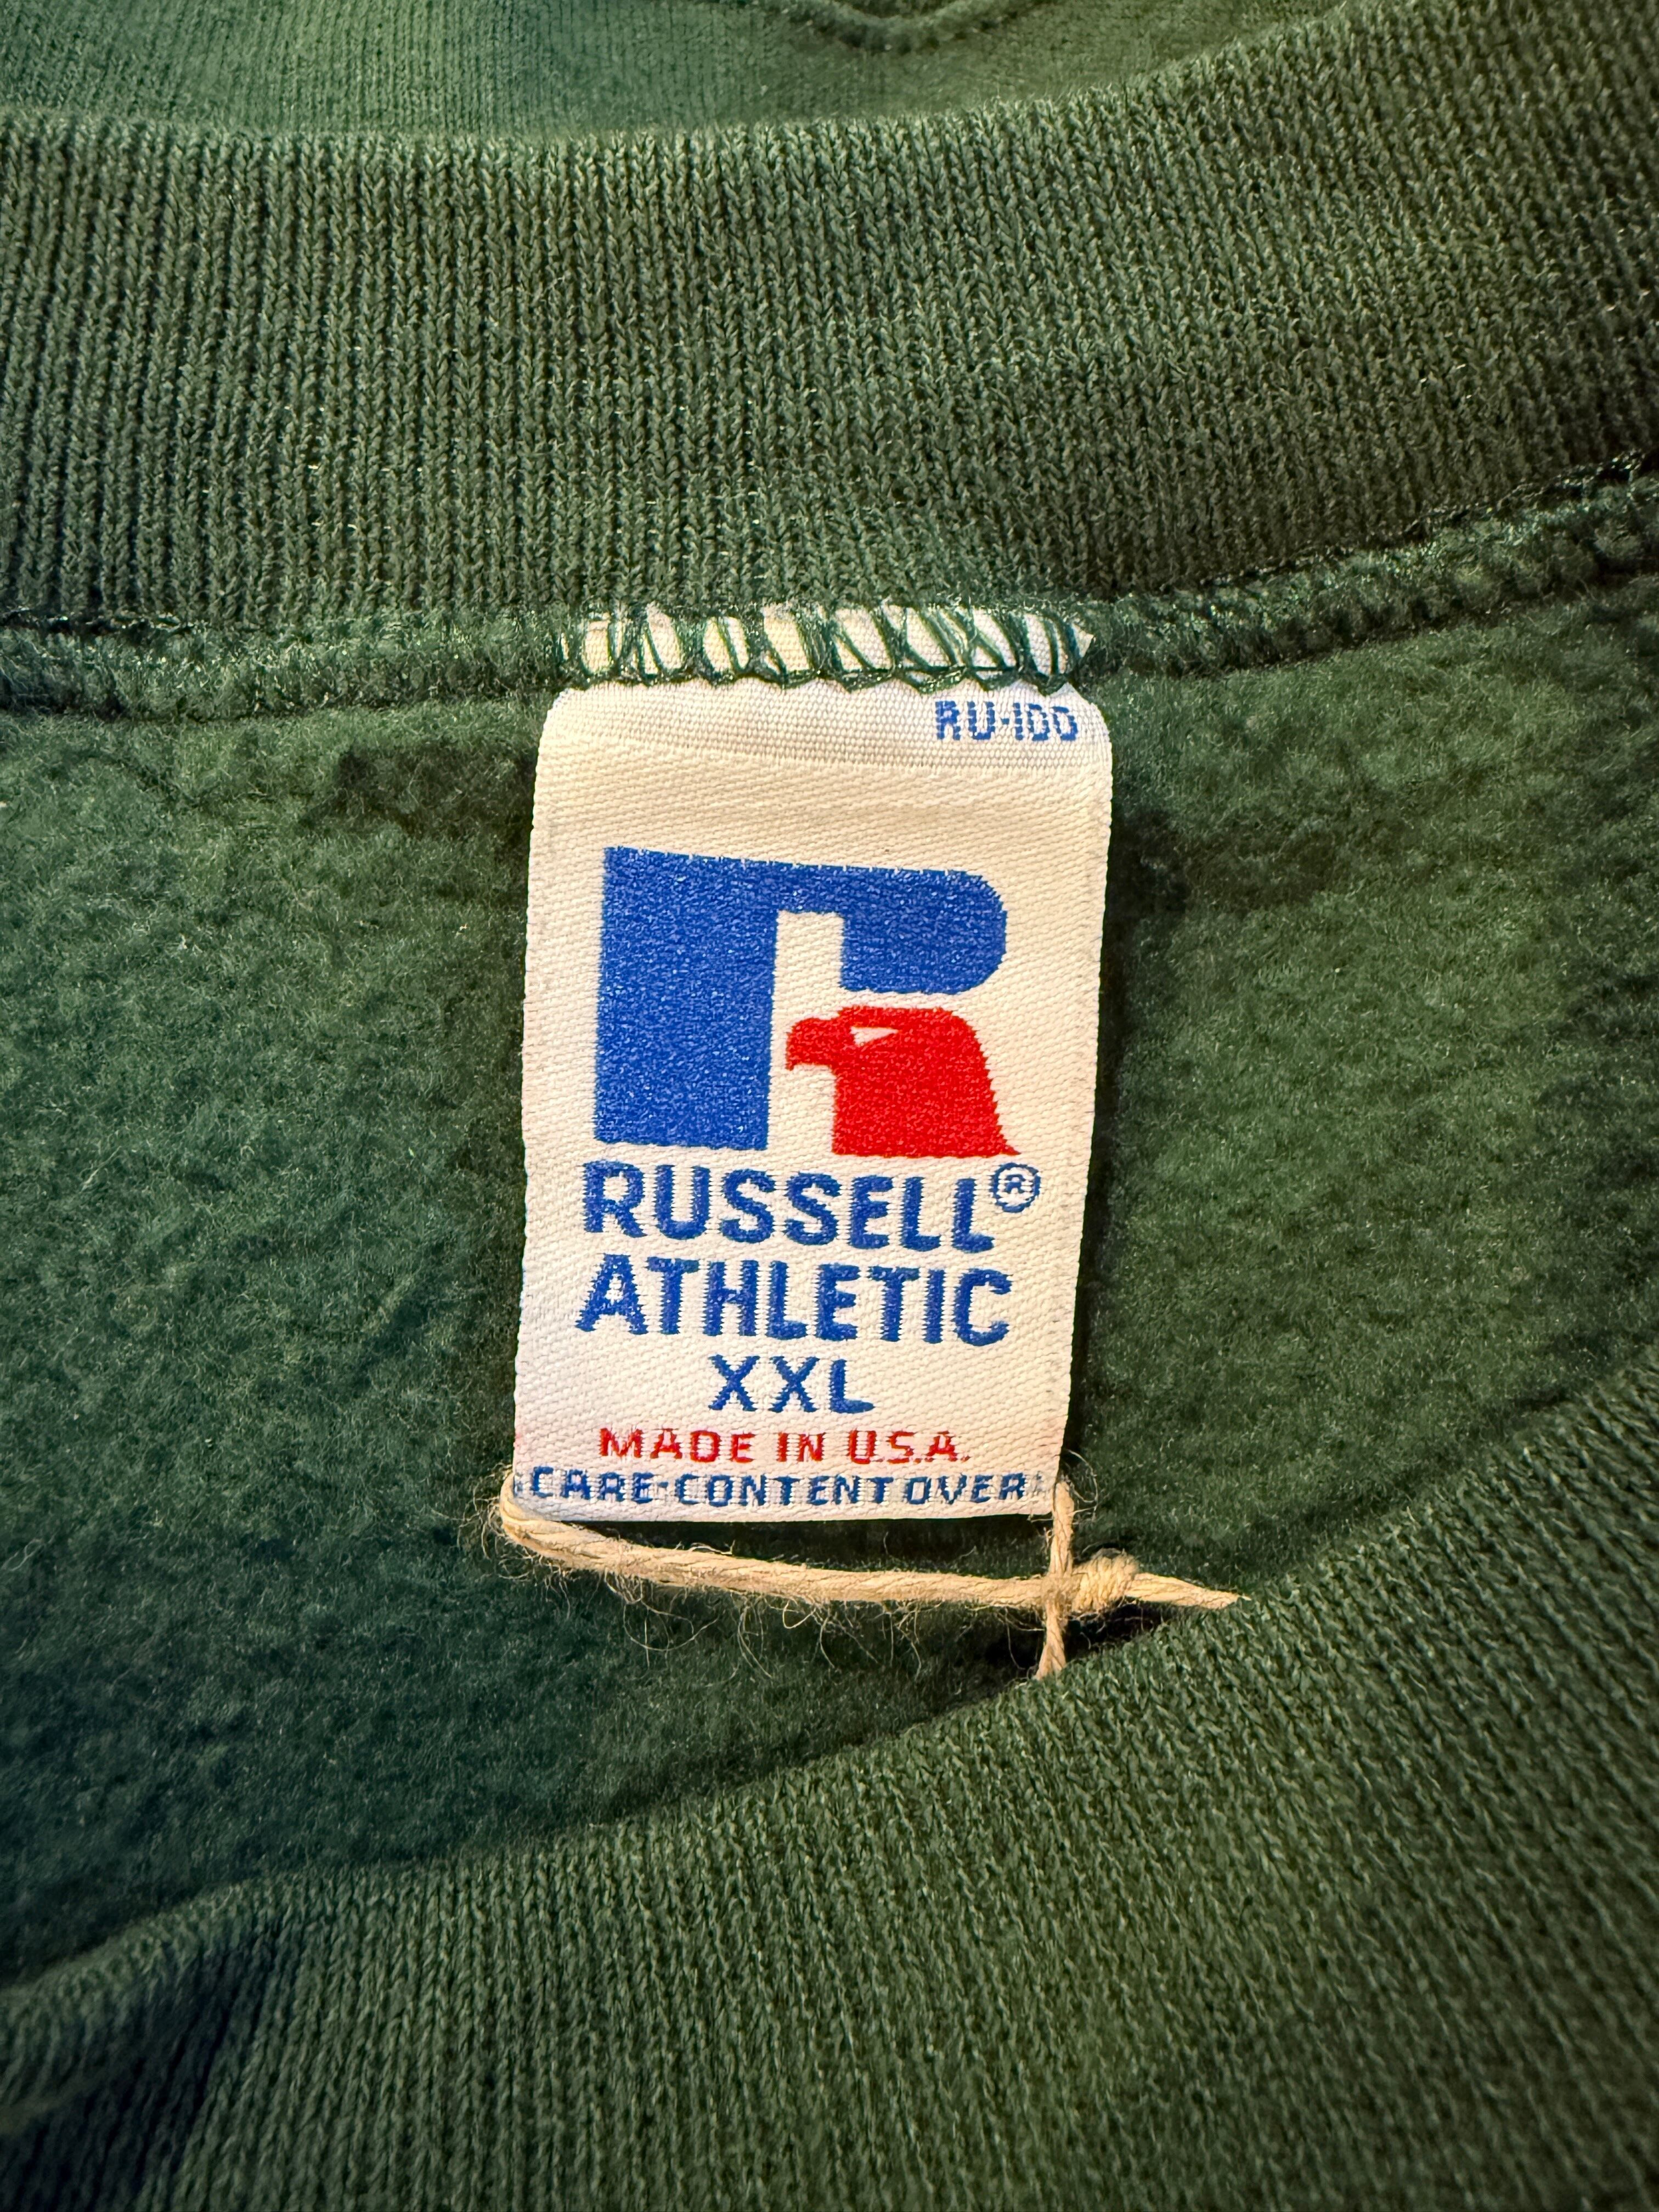 RU-100
RUSSELL®
ATHLETIC
XXL
MADE IN U.S.A.
CARE-CONTENT OVER